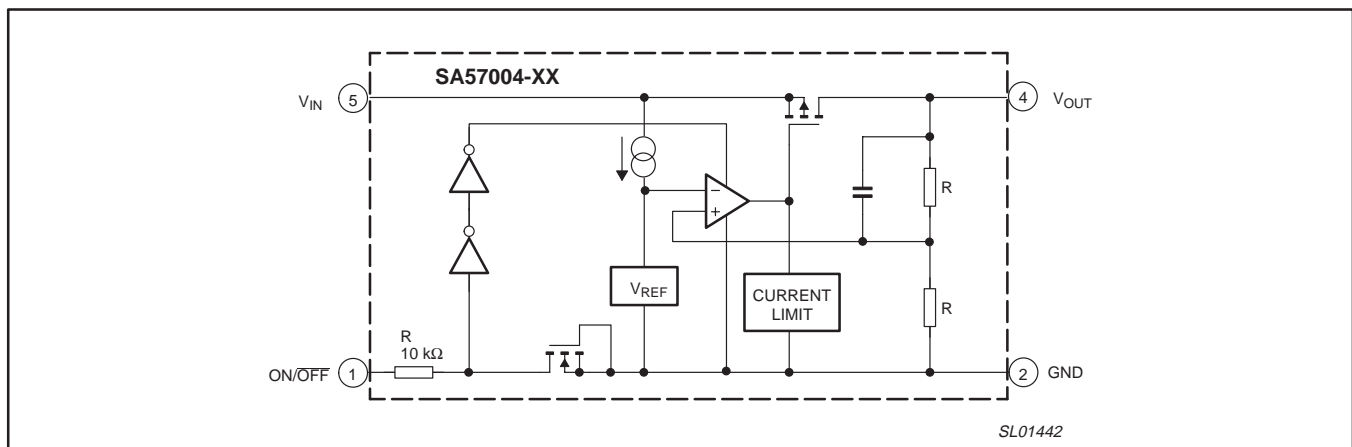 SA57004-XX
VIN
5
4
VOUT
−
+
R
VREF
CURRENT
LIMIT
R
R
10 kΩ
ON/OFF
1
2
GND
SL01442